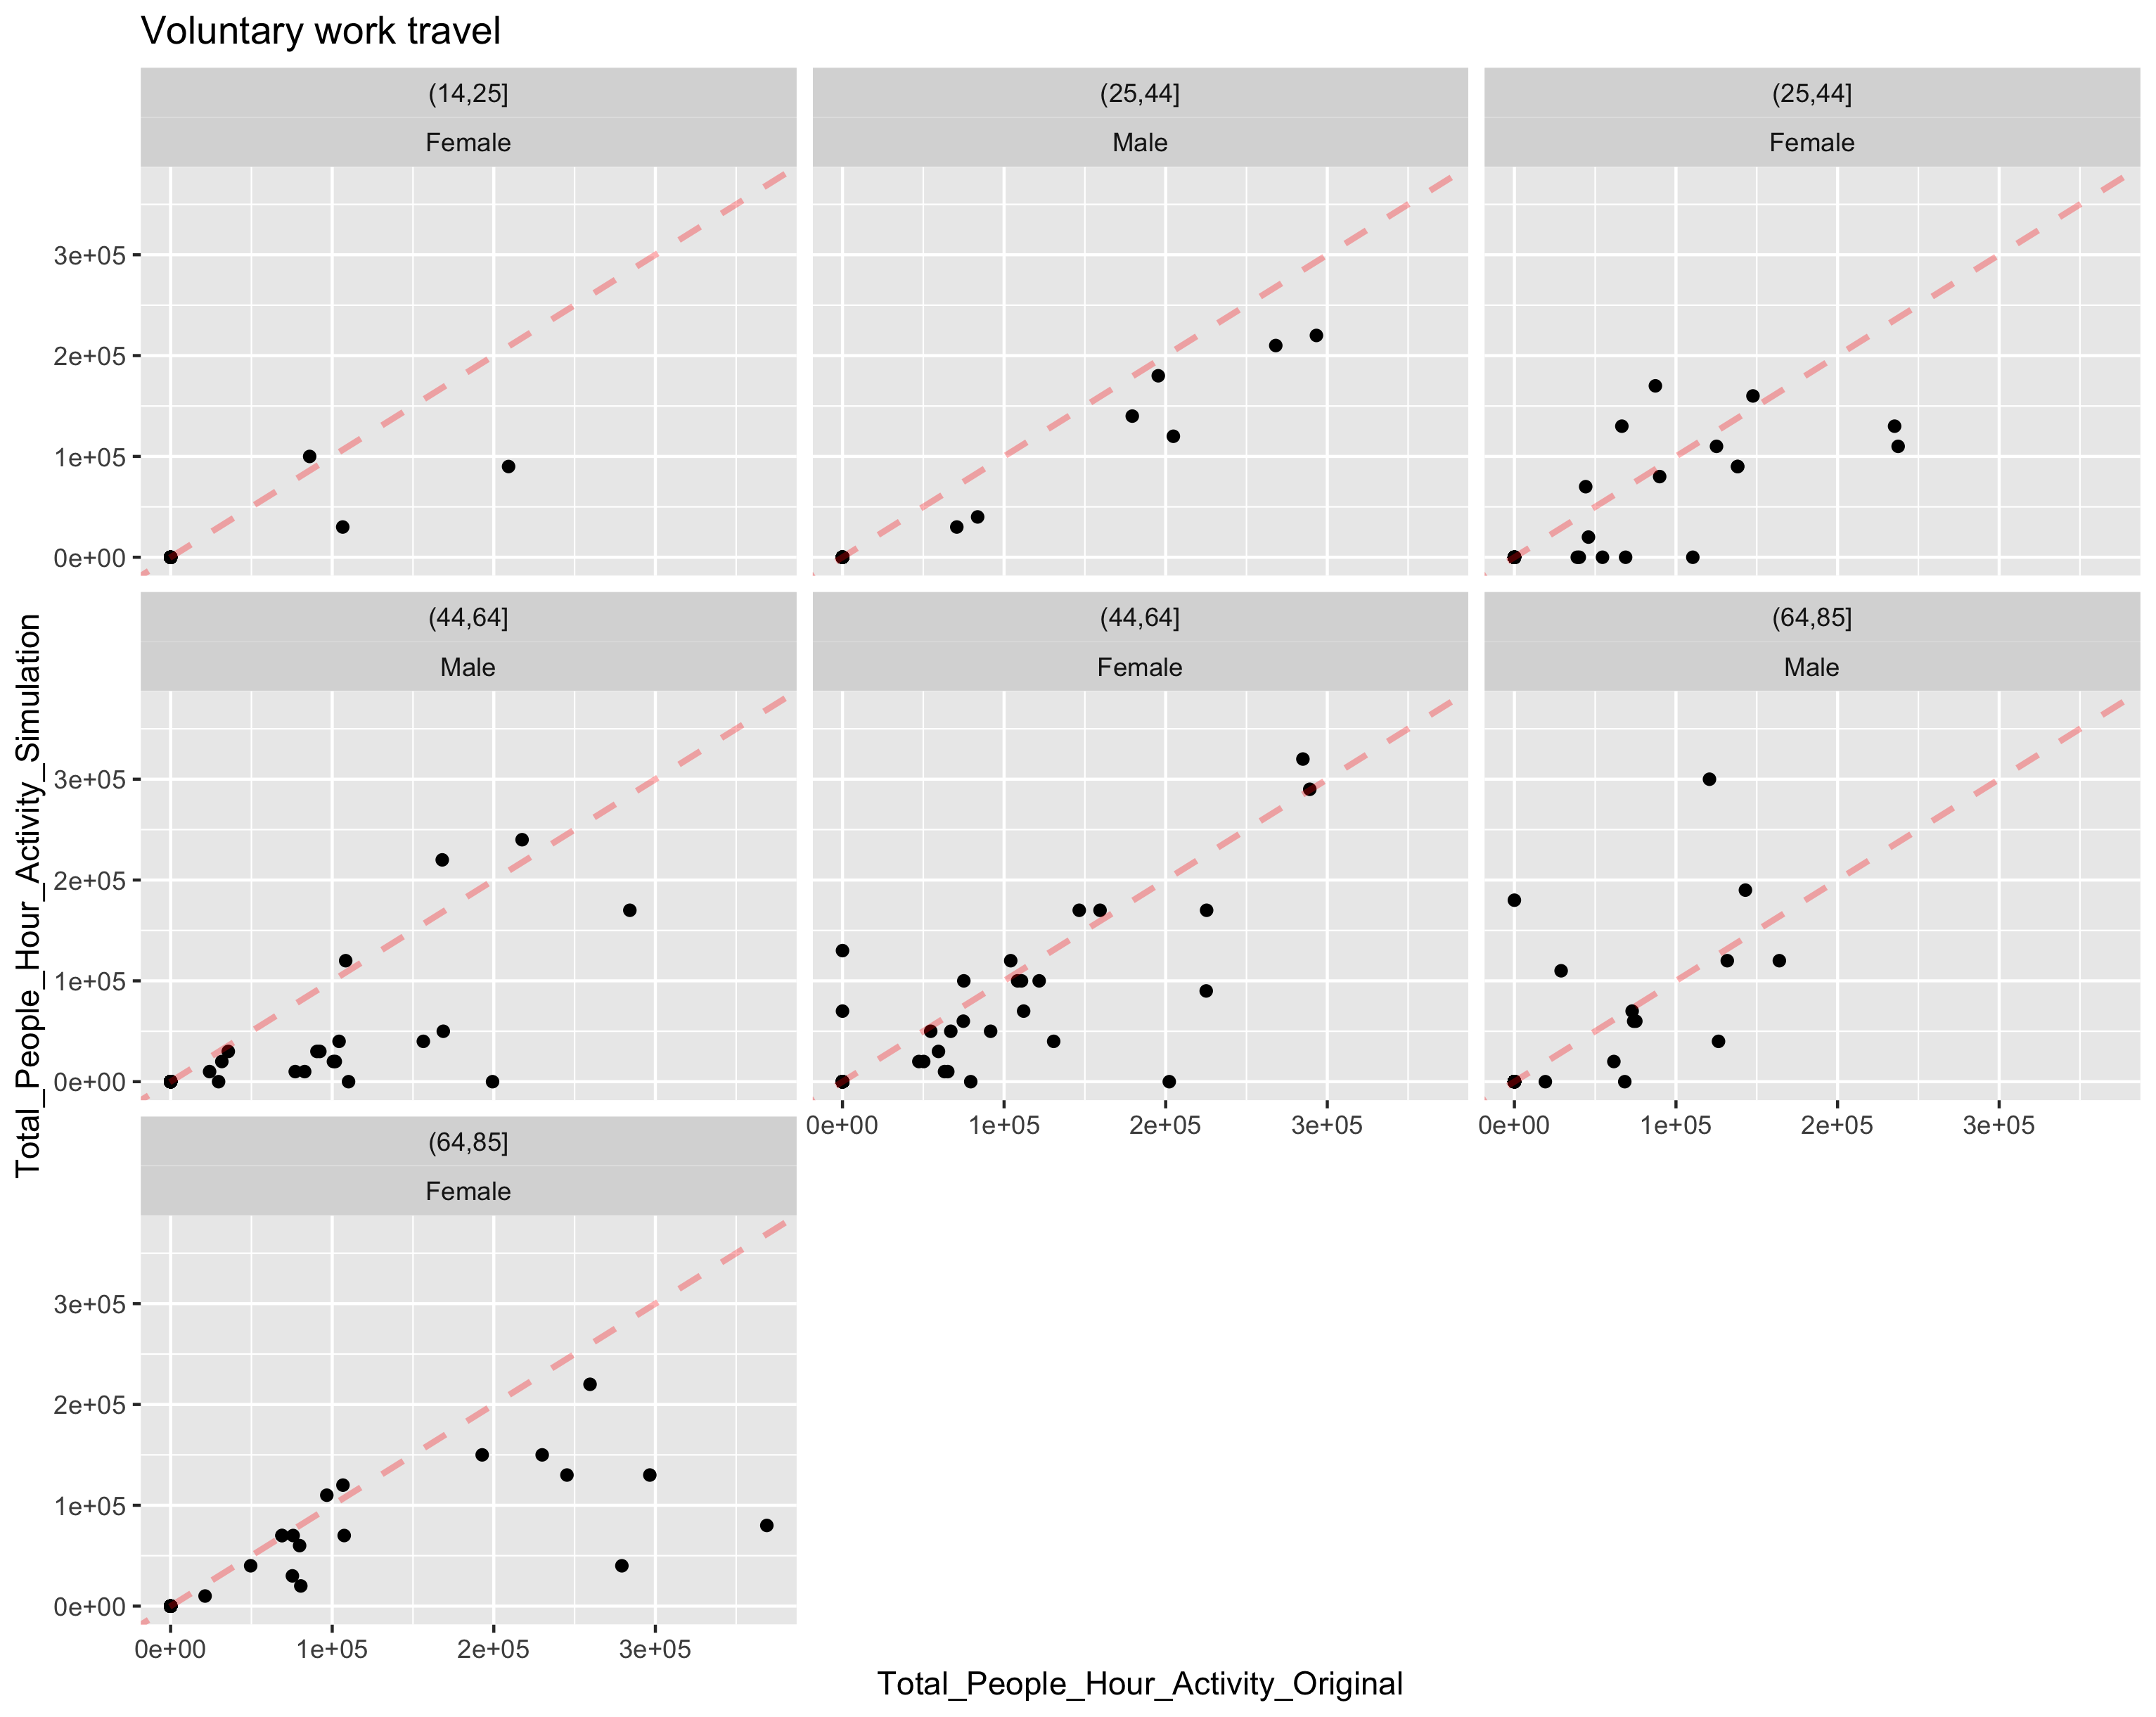 Voluntary work travel
(14,25]
Female
(25,44]
Male
(25,44]
Female
3e+05
2e+05
1e+05
0e+00
(44,64]
Male
(44,64]
Female
(64,85]
Male
3e+05
2e+05
1e+05
0e+00
0e+00 1e+05 2e+05 3e+05
0e+00 1e+05 2e+05 3e+05
(64,85]
Female
3e+05
2e+05
1e+05
0e+00
0e+00 1e+05 2e+05 3e+05
Total_People_Hour_Activity_Simulation
Total_People_Hour_Activity_Original